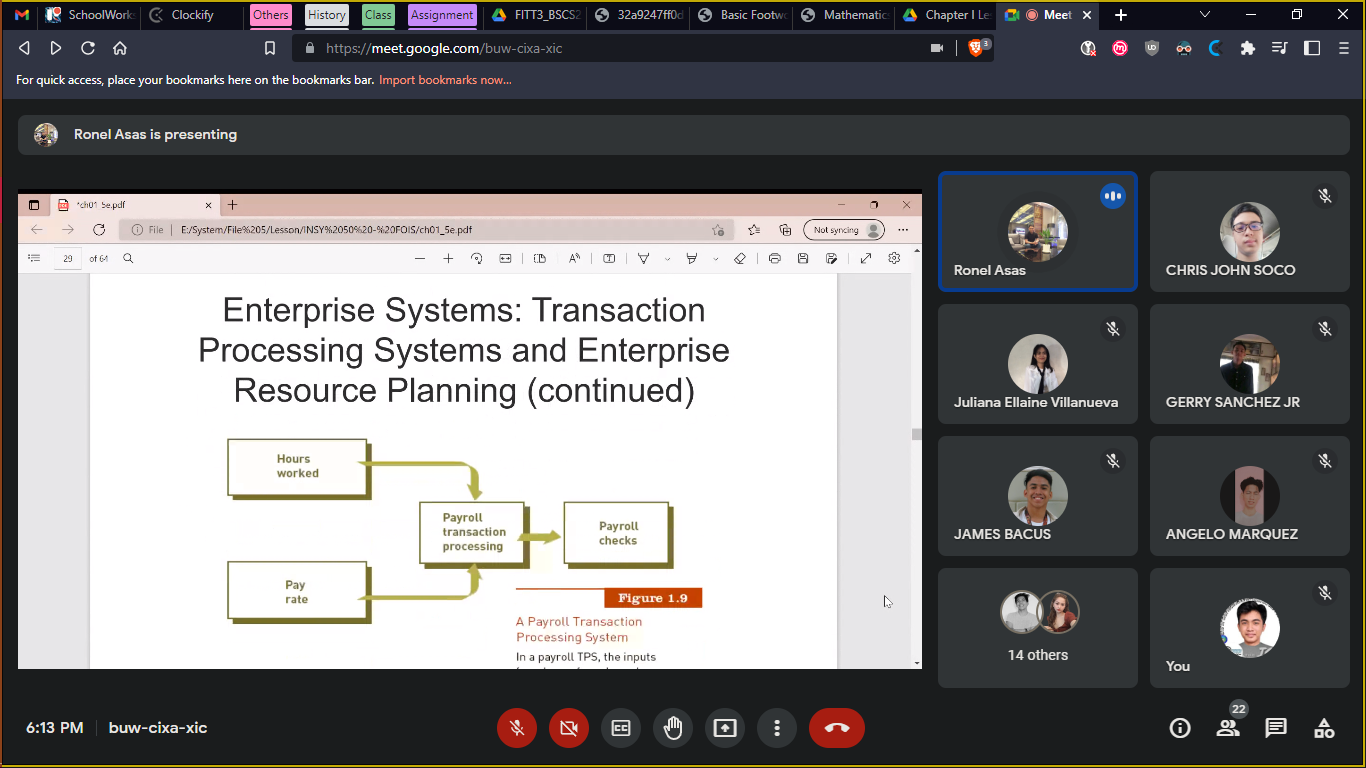 SchoolWork
Clockify
Others
History
Class
Assignment
FITT3_BSCS2
32a9247ff0d
Basic Footwo
Mathematic
Chapter I Le
Meet
https://meet.google.com/buw-cixa-xic
3
For quick access, place your bookmarks here on the bookmarks bar. Import bookmarks now...
Ronel Asas is presenting
*ch01_5e.pdf
File
E:/System/File%205/Lesson/INSY%2050%20-%20FOIS/ch01_5e.pdf
Not syncing
29 of 64
Enterprise Systems: Transaction
Processing Systems and Enterprise
Resource Planning (continued)
Hours
worked
Payroll
transaction
processing
Payroll
checks
Pay
rate
Figure 1.9
A Payroll Transaction
Processing System
In a payroll TPS, the inputs
Ronel Asas
CHRIS JOHN SOCO
Juliana Ellaine Villanueva
GERRY SANCHEZ JR
JAMES BACUS
ANGELO MARQUEZ
14 others
You
6:13 PM
buw-cixa-xic
22